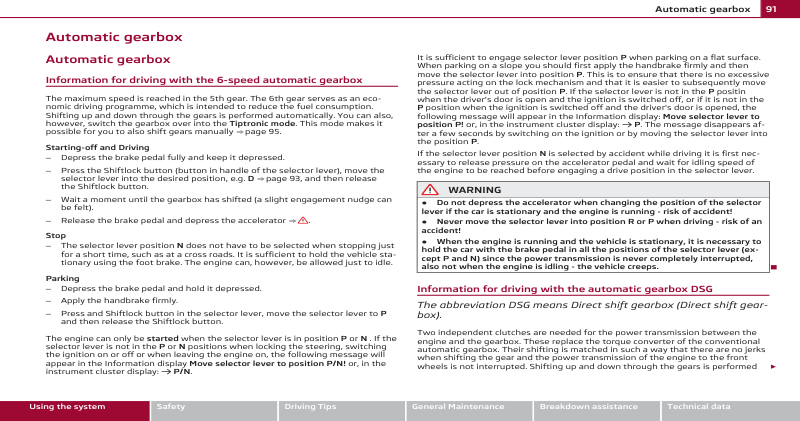 Automatic gearbox 91
Automatic gearbox
Automatic gearbox
Information for driving with the 6-speed automatic gearbox
The maximum speed is reached in the 5th gear. The 6th gear serves as an eco-
nomic driving programme, which is intended to reduce the fuel consumption.
Shifting up and down through the gears is performed automatically. You can also,
however, switch the gearbox over into the Tiptronic mode. This mode makes it
possible for you to also shift gears manually ⇒ page 95.
Starting-off and Driving
– Depress the brake pedal fully and keep it depressed.
– Press the Shiftlock button (button in handle of the selector lever), move the
selector lever into the desired position, e.g. D ⇒ page 93, and then release
the Shiftlock button.
– Wait a moment until the gearbox has shifted (a slight engagement nudge can
be felt).
– Release the brake pedal and depress the accelerator ⇒ ⚠.
Stop
– The selector lever position N does not have to be selected when stopping just
for a short time, such as at a cross roads. It is sufficient to hold the vehicle sta-
tionary using the foot brake. The engine can, however, be allowed just to idle.
Parking
– Depress the brake pedal and hold it depressed.
– Apply the handbrake firmly.
– Press and Shiftlock button in the selector lever, move the selector lever to P
and then release the Shiftlock button.
The engine can only be started when the selector lever is in position P or N . If the
selector lever is not in the P or N positions when locking the steering, switching
the ignition on or off or when leaving the engine on, the following message will
appear in the Information display Move selector lever to position P/N! or, in the
instrument cluster display: → P/N.
It is sufficient to engage selector lever position P when parking on a flat surface.
When parking on a slope you should first apply the handbrake firmly and then
move the selector lever into position P. This is to ensure that there is no excessive
pressure acting on the lock mechanism and that it is easier to subsequently move
the selector lever out of position P. If the selector lever is not in the P positin
when the driver's door is open and the ignition is switched off, or if it is not in the
P position when the ignition is switched off and the driver's door is opened, the
following message will appear in the Information display: Move selector lever to
position P! or, in the instrument cluster display: → P. The message disappears af-
ter a few seconds by switching on the ignition or by moving the selector lever into
the position P.
If the selector lever position N is selected by accident while driving it is first nec-
essary to release pressure on the accelerator pedal and wait for idling speed of
the engine to be reached before engaging a drive position in the selector lever.
WARNING
● Do not depress the accelerator when changing the position of the selector
lever if the car is stationary and the engine is running - risk of accident!
● Never move the selector lever into position R or P when driving - risk of an
accident!
● When the engine is running and the vehicle is stationary, it is necessary to
hold the car with the brake pedal in all the positions of the selector lever (ex-
cept P and N) since the power transmission is never completely interrupted,
also not when the engine is idling - the vehicle creeps.
Information for driving with the automatic gearbox DSG
The abbreviation DSG means Direct shift gearbox (Direct shift gear-
box).
Two independent clutches are needed for the power transmission between the
engine and the gearbox. These replace the torque converter of the conventional
automatic gearbox. Their shifting is matched in such a way that there are no jerks
when shifting the gear and the power transmission of the engine to the front
wheels is not interrupted. Shifting up and down through the gears is performed
Using the system Safety Driving Tips General Maintenance Breakdown assistance Technical data